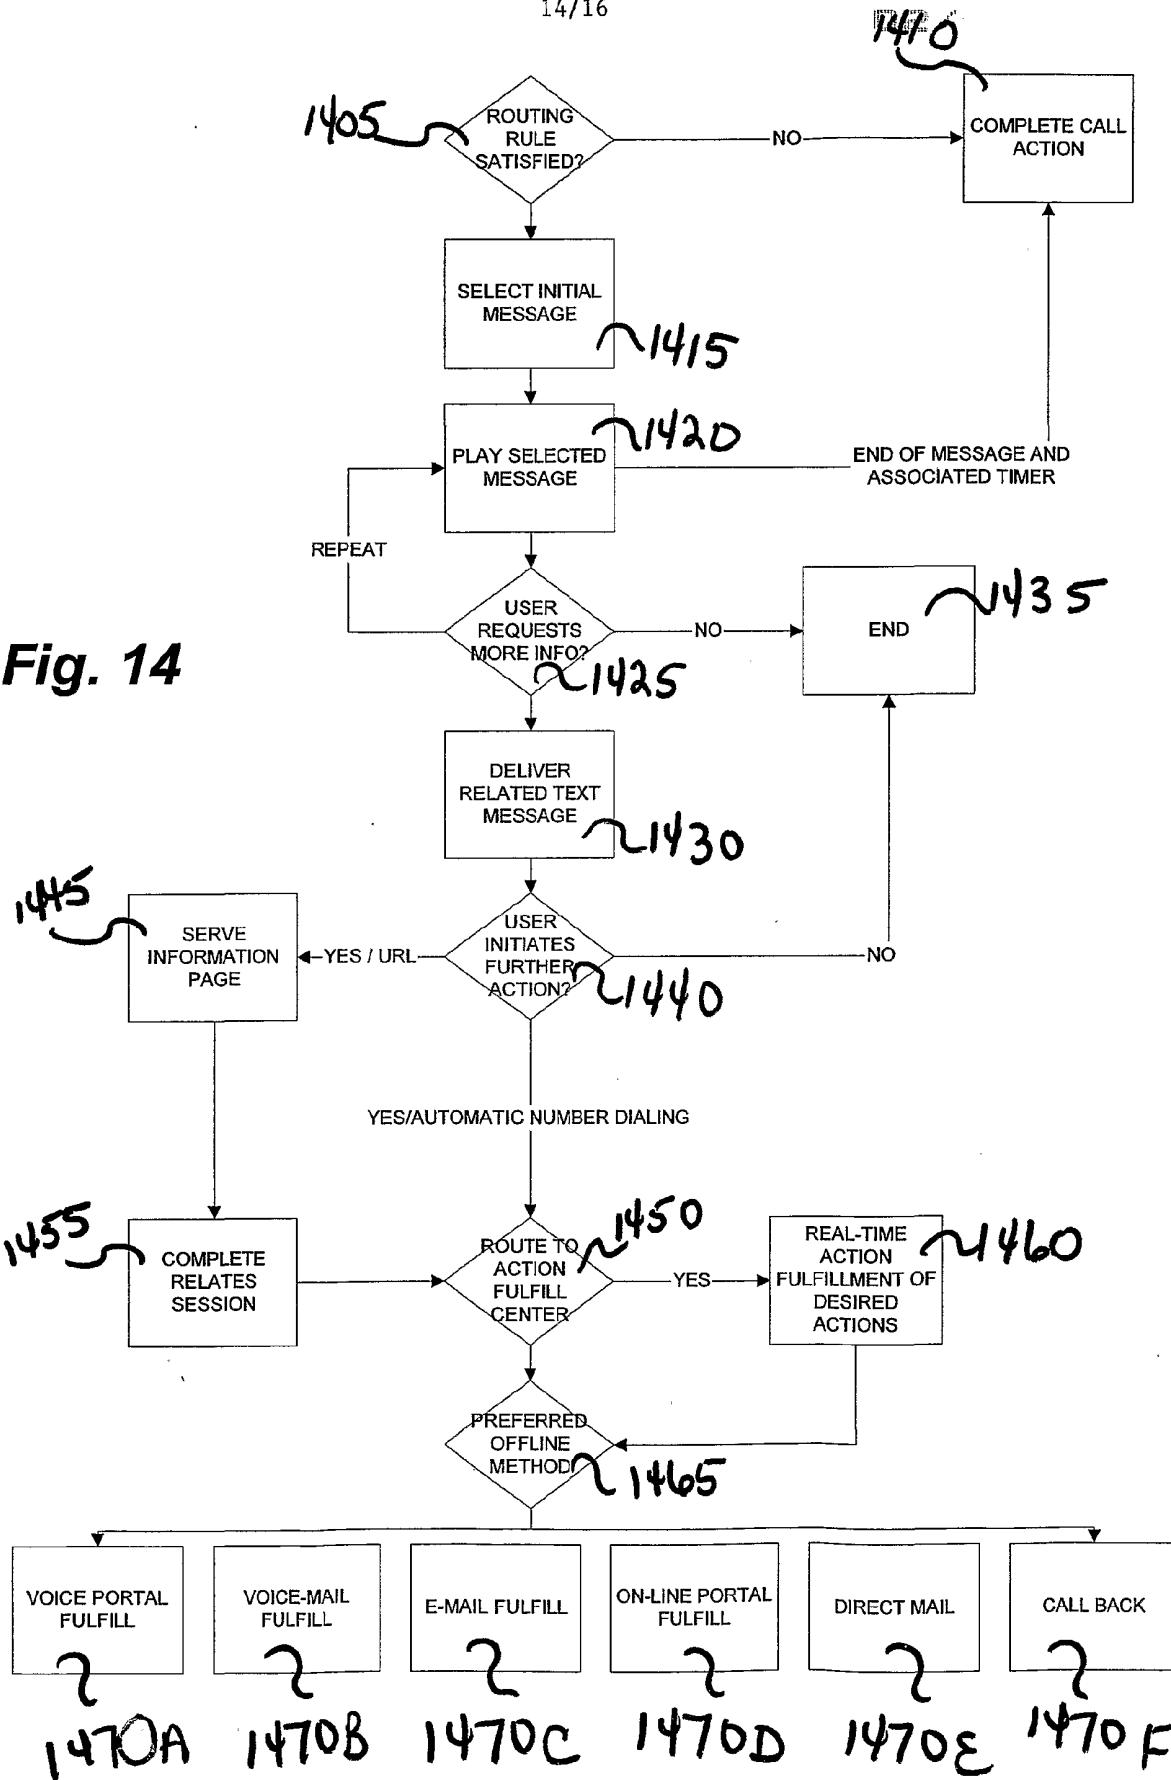 14/16
1410
1405
ROUTING
RULE
SATISFIED?
NO
COMPLETE CALL
ACTION
SELECT INITIAL
MESSAGE
1415
1420
PLAY SELECTED
MESSAGE
END OF MESSAGE AND
ASSOCIATED TIMER
REPEAT
USER
REQUESTS
MORE INFO?
NO
END
1435
1425
Fig. 14
DELIVER
RELATED TEXT
MESSAGE
1430
1445
SERVE
INFORMATION
PAGE
YES / URL
USER
INITIATES
FURTHER
ACTION?
NO
1440
YES/AUTOMATIC NUMBER DIALING
1455
COMPLETE
RELATES
SESSION
1450
ROUTE TO
ACTION
FULFILL
CENTER
YES
REAL-TIME
ACTION
FULFILLMENT OF
DESIRED
ACTIONS
1460
PREFERRED
OFFLINE
METHOD
1465
VOICE PORTAL
FULFILL
VOICE-MAIL
FULFILL
E-MAIL FULFILL
ON-LINE PORTAL
FULFILL
DIRECT MAIL
CALL BACK
1470A
1470B
1470C
1470D
1470E
1470F